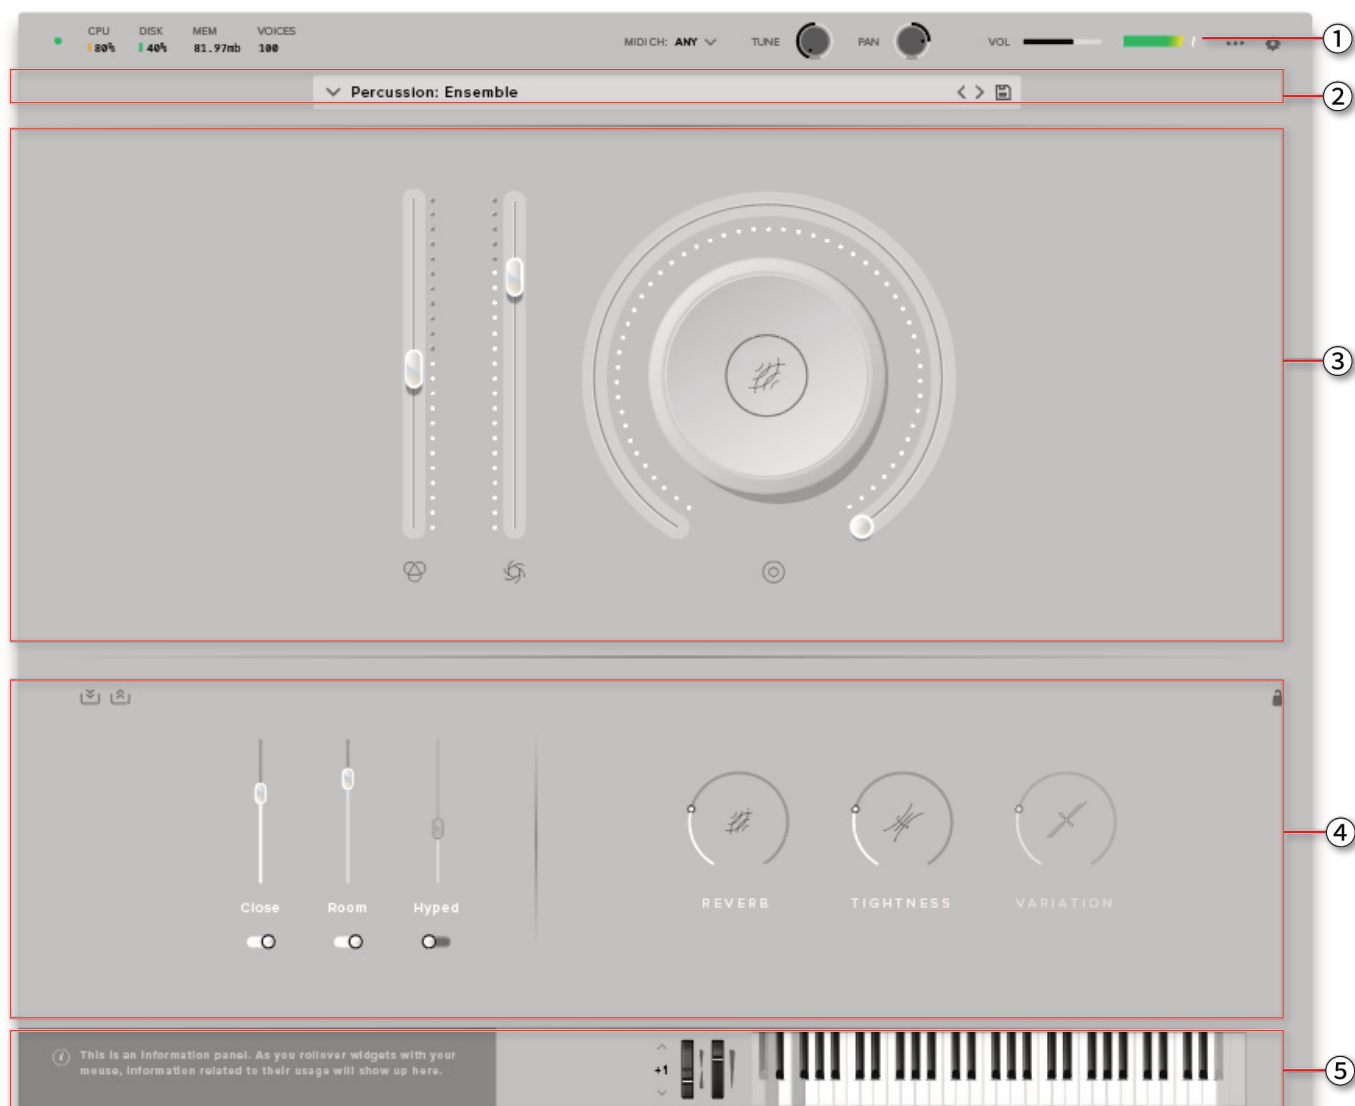 CPU DISK MEM VOICES
80% 40% 81.97mb 100
MIDI CH: ANY TUNE PAN VOL
1
Percussion: Ensemble
2
3
Close Room Hyped
REVERB TIGHTNESS VARIATION
4
This is an information panel. As you rollover widgets with your
mouse, information related to their usage will show up here.
+1
5